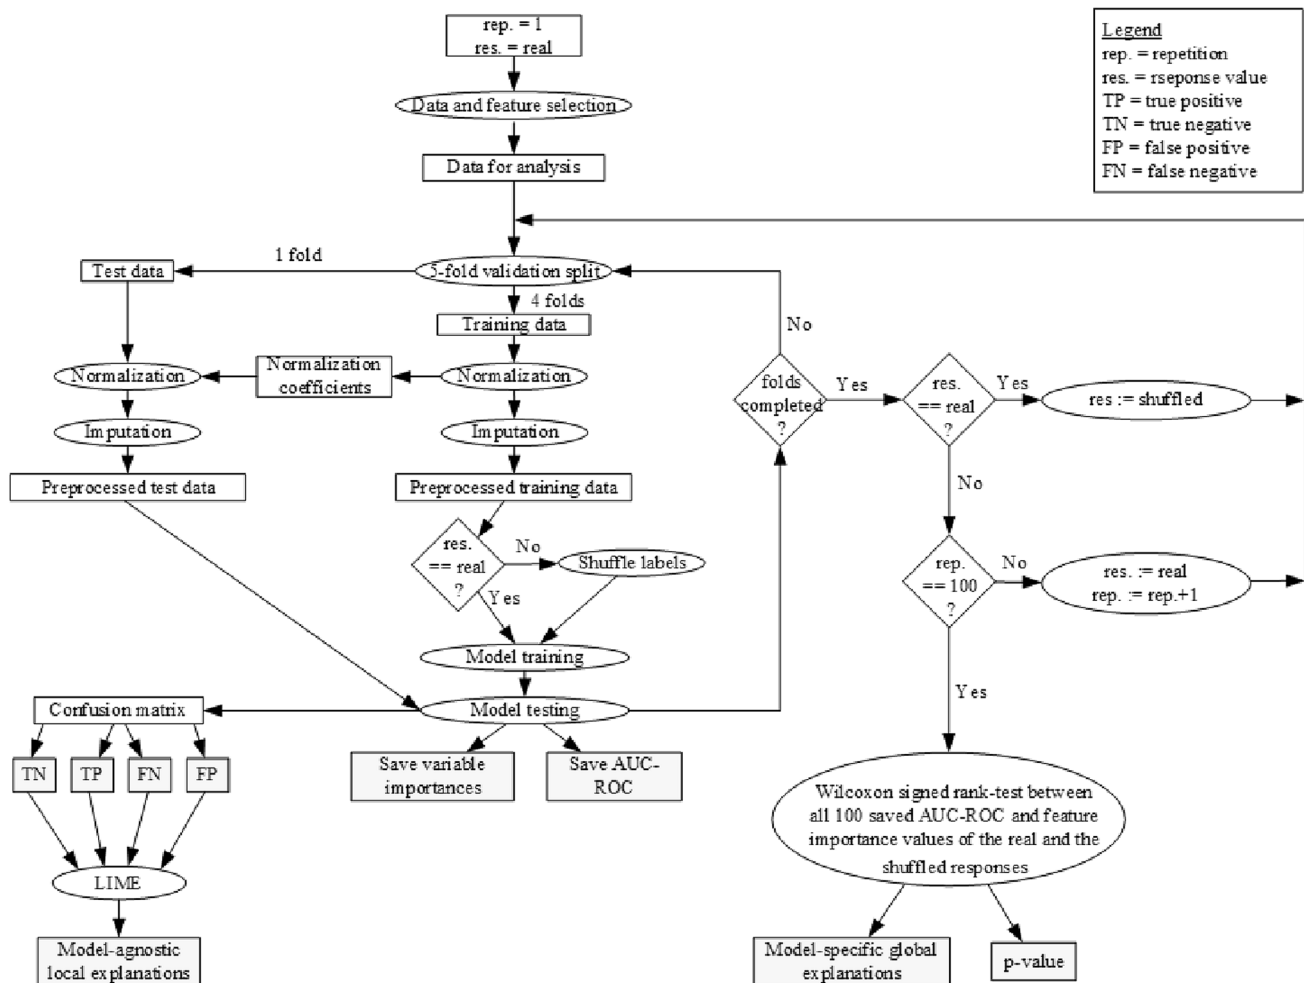 rep. = 1
res. = real
Legend
rep. = repetition
res. = rseponse value
TP = true positive
TN = true negative
FP = false positive
FN = false negative
Data and feature selection
Data for analysis
1 fold
Test data
5-fold validation split
4 folds
Training data
No
Normalization
Normalization
coefficients
Normalization
folds
completed
?
Yes
res.
== real
?
Yes
res := shuffled
Imputation
Imputation
Preprocessed test data
Preprocessed training data
No
res.
== real
?
No
Shuffle labels
Yes
rep.
== 100
?
No
res. := real
rep. := rep.+1
Model training
Yes
Confusion matrix
Model testing
TN
TP
FN
FP
Save variable
importances
Save AUC-
ROC
Wilcoxon signed rank-test between
all 100 saved AUC-ROC and feature
importance values of the real and the
shuffled responses
LIME
Model-agnostic
local explanations
Model-specific global
explanations
p-value